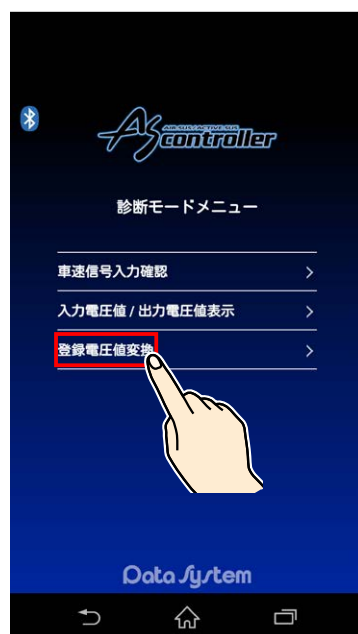 AIR SUS/ACTIVE SUS
AS controller
診断モードメニュー
車速信号入力確認
入力電圧値 / 出力電圧値表示
登録電圧値変換
Data System